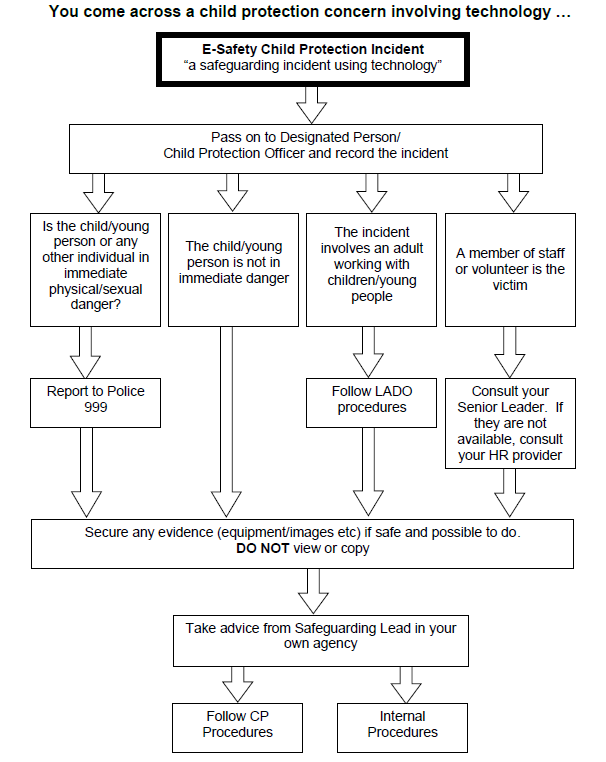 You come across a child protection concern involving technology …
E-Safety Child Protection Incident
“a safeguarding incident using technology”
Pass on to Designated Person/
Child Protection Officer and record the incident
Is the child/young
person or any
other individual in
immediate
physical/sexual
danger?
The child/young
person is not in
immediate danger
The incident
involves an adult
working with
children/young
people
A member of staff
or volunteer is the
victim
Report to Police
999
Follow LADO
procedures
Consult your
Senior Leader.  If
they are not
available, consult
your HR provider
Secure any evidence (equipment/images etc) if safe and possible to do.
DO NOT view or copy
Take advice from Safeguarding Lead in your
own agency
Follow CP
Procedures
Internal
Procedures